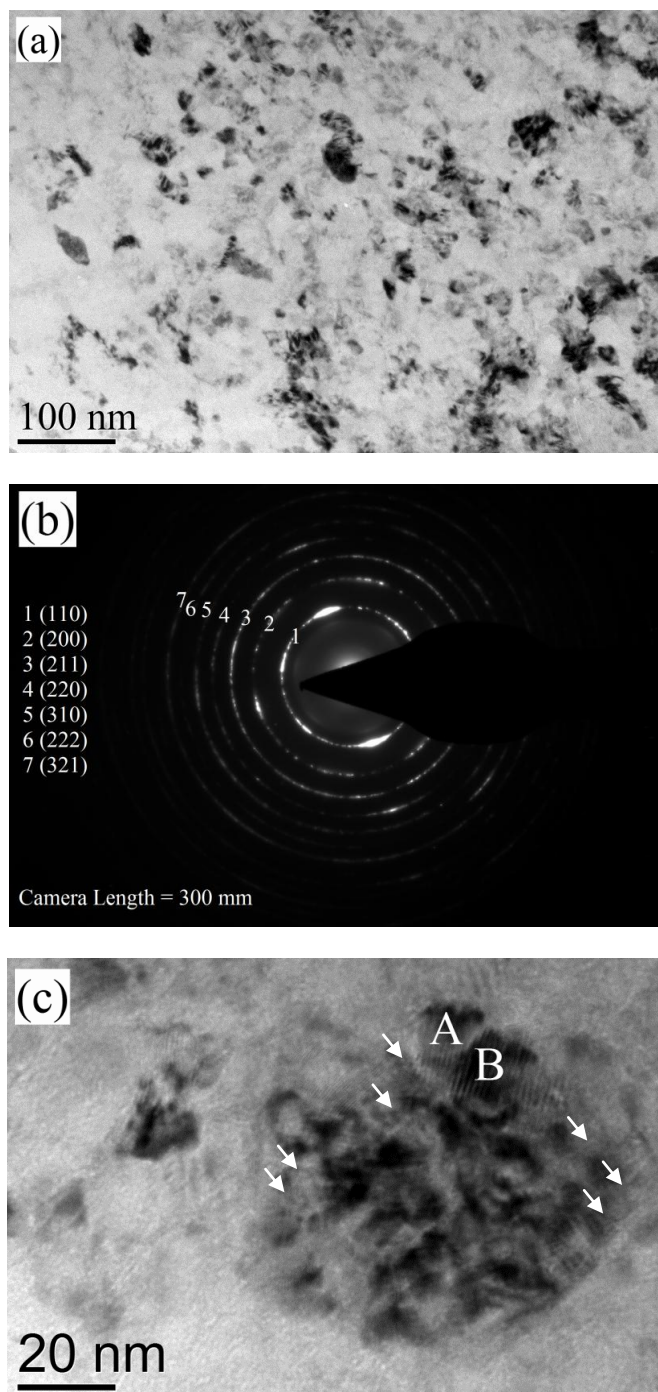 (a)
100 nm
(b)
7
6
5
4
3
2
1
1 (110)
2 (200)
3 (211)
4 (220)
5 (310)
6 (222)
7 (321)
Camera Length = 300 mm
(c)
A
B
20 nm